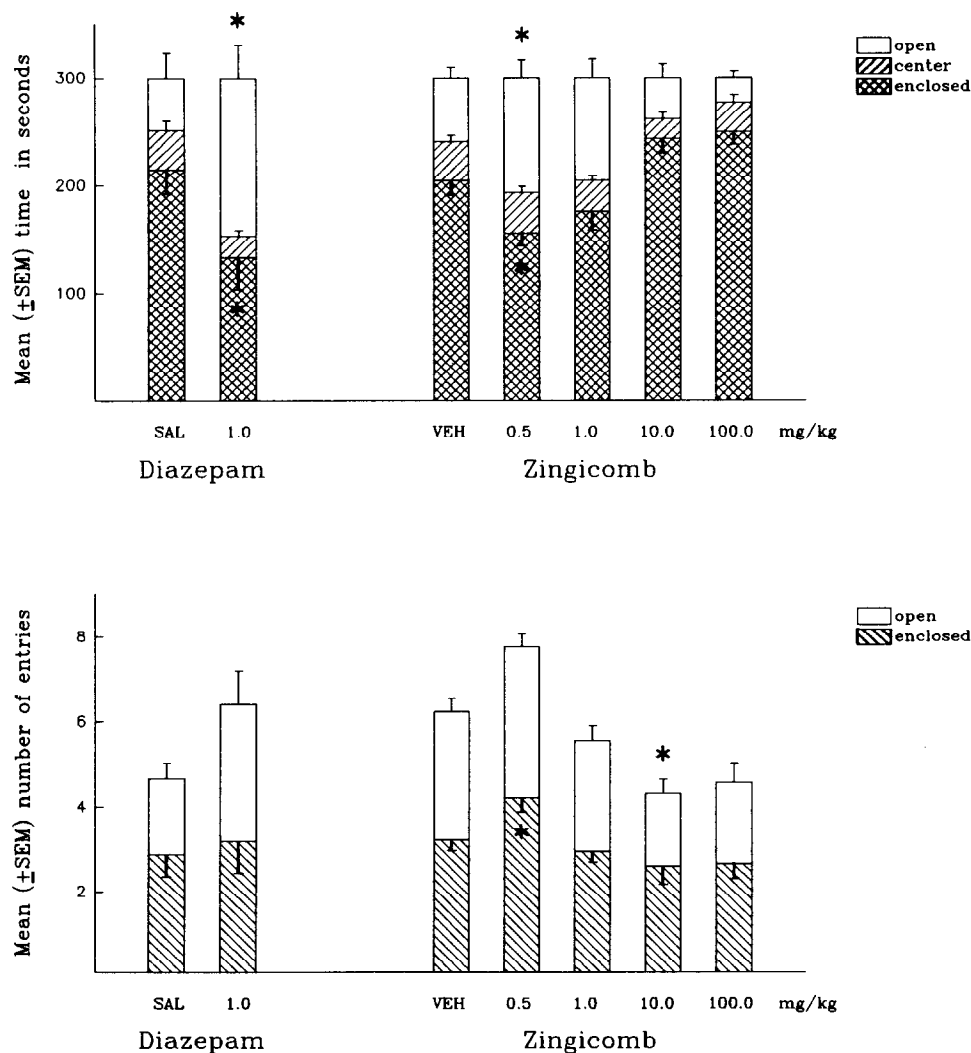 Mean (±SEM) time in seconds
300
200
100
*
*
*
*
open
center
enclosed
SAL 1.0 VEH 0.5 1.0 10.0 100.0 mg/kg
Diazepam Zingicomb
Mean (±SEM) number of entries
8
6
4
2
*
*
open
enclosed
SAL 1.0 VEH 0.5 1.0 10.0 100.0 mg/kg
Diazepam Zingicomb